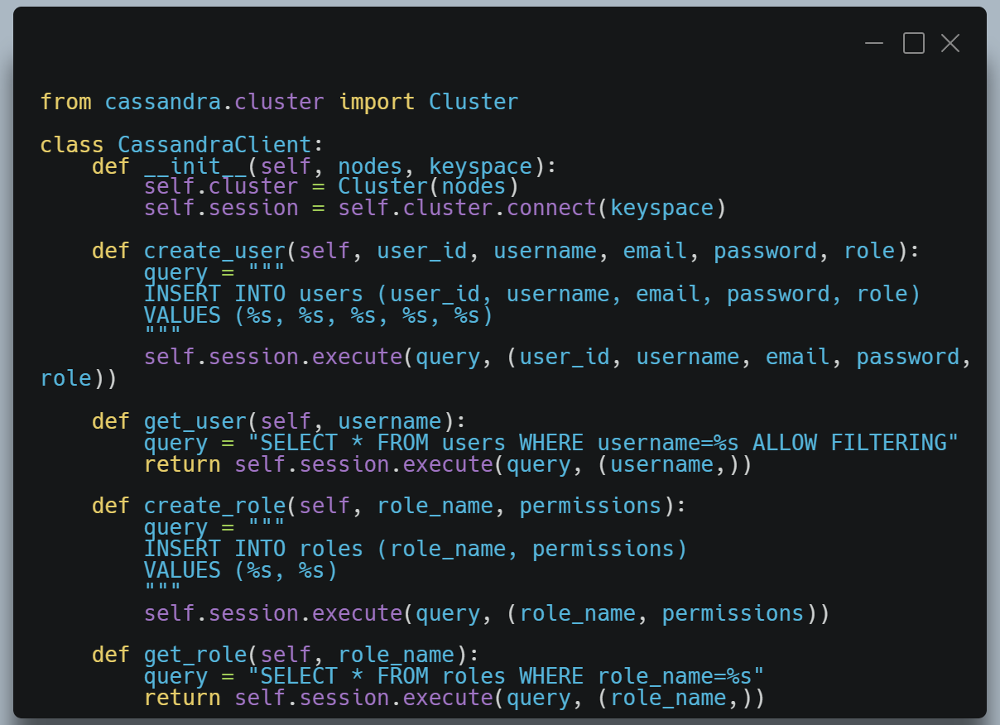 from cassandra.cluster import Cluster

class CassandraClient:
    def __init__(self, nodes, keyspace):
        self.cluster = Cluster(nodes)
        self.session = self.cluster.connect(keyspace)

    def create_user(self, user_id, username, email, password, role):
        query = """
        INSERT INTO users (user_id, username, email, password, role)
        VALUES (%s, %s, %s, %s, %s)
        """
        self.session.execute(query, (user_id, username, email, password,
role))

    def get_user(self, username):
        query = "SELECT * FROM users WHERE username=%s ALLOW FILTERING"
        return self.session.execute(query, (username,))

    def create_role(self, role_name, permissions):
        query = """
        INSERT INTO roles (role_name, permissions)
        VALUES (%s, %s)
        """
        self.session.execute(query, (role_name, permissions))

    def get_role(self, role_name):
        query = "SELECT * FROM roles WHERE role_name=%s"
        return self.session.execute(query, (role_name,))